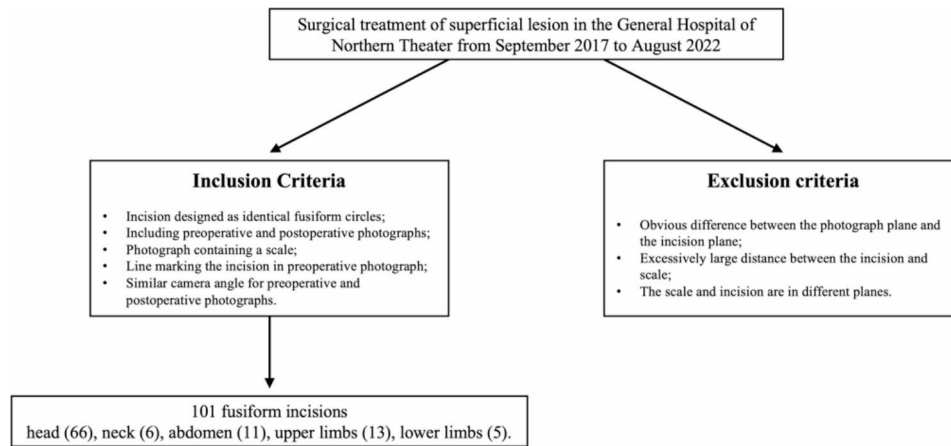 Surgical treatment of superficial lesion in the General Hospital of
Northern Theater from September 2017 to August 2022
Inclusion Criteria
• Incision designed as identical fusiform circles;
• Including preoperative and postoperative photographs;
• Photograph containing a scale;
• Line marking the incision in preoperative photograph;
• Similar camera angle for preoperative and
postoperative photographs.
Exclusion criteria
• Obvious difference between the photograph plane and
the incision plane;
• Excessively large distance between the incision and
scale;
• The scale and incision are in different planes.
101 fusiform incisions
head (66), neck (6), abdomen (11), upper limbs (13), lower limbs (5).